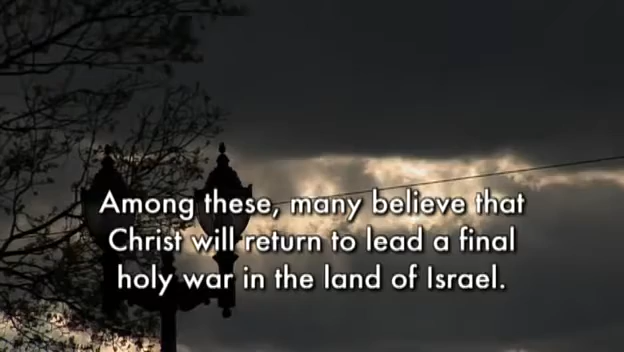 Among these, many believe that
Christ will return to lead a final
holy war in the land of Israel.